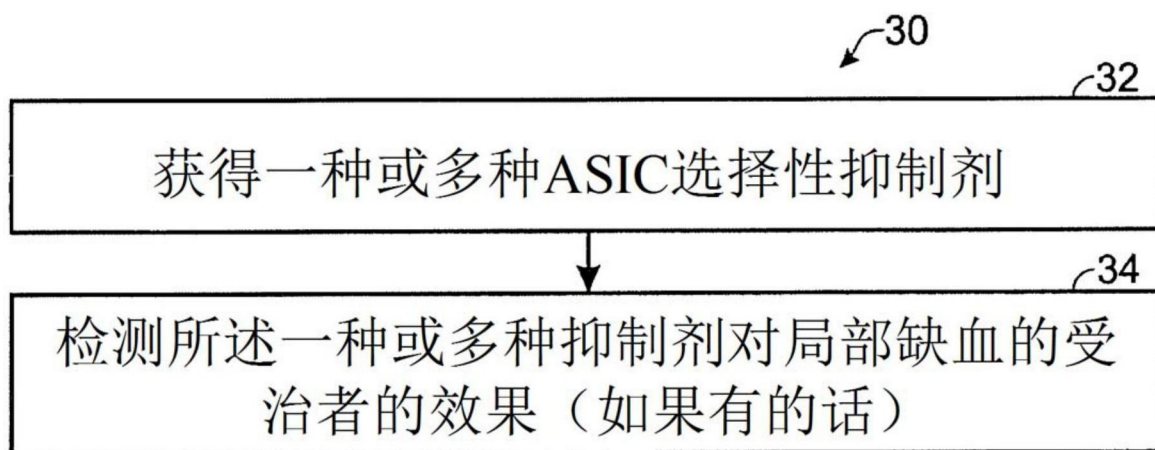 30
32
获得一种或多种ASIC选择性抑制剂
34
检测所述一种或多种抑制剂对局部缺血的受
治者的效果（如果有的话）